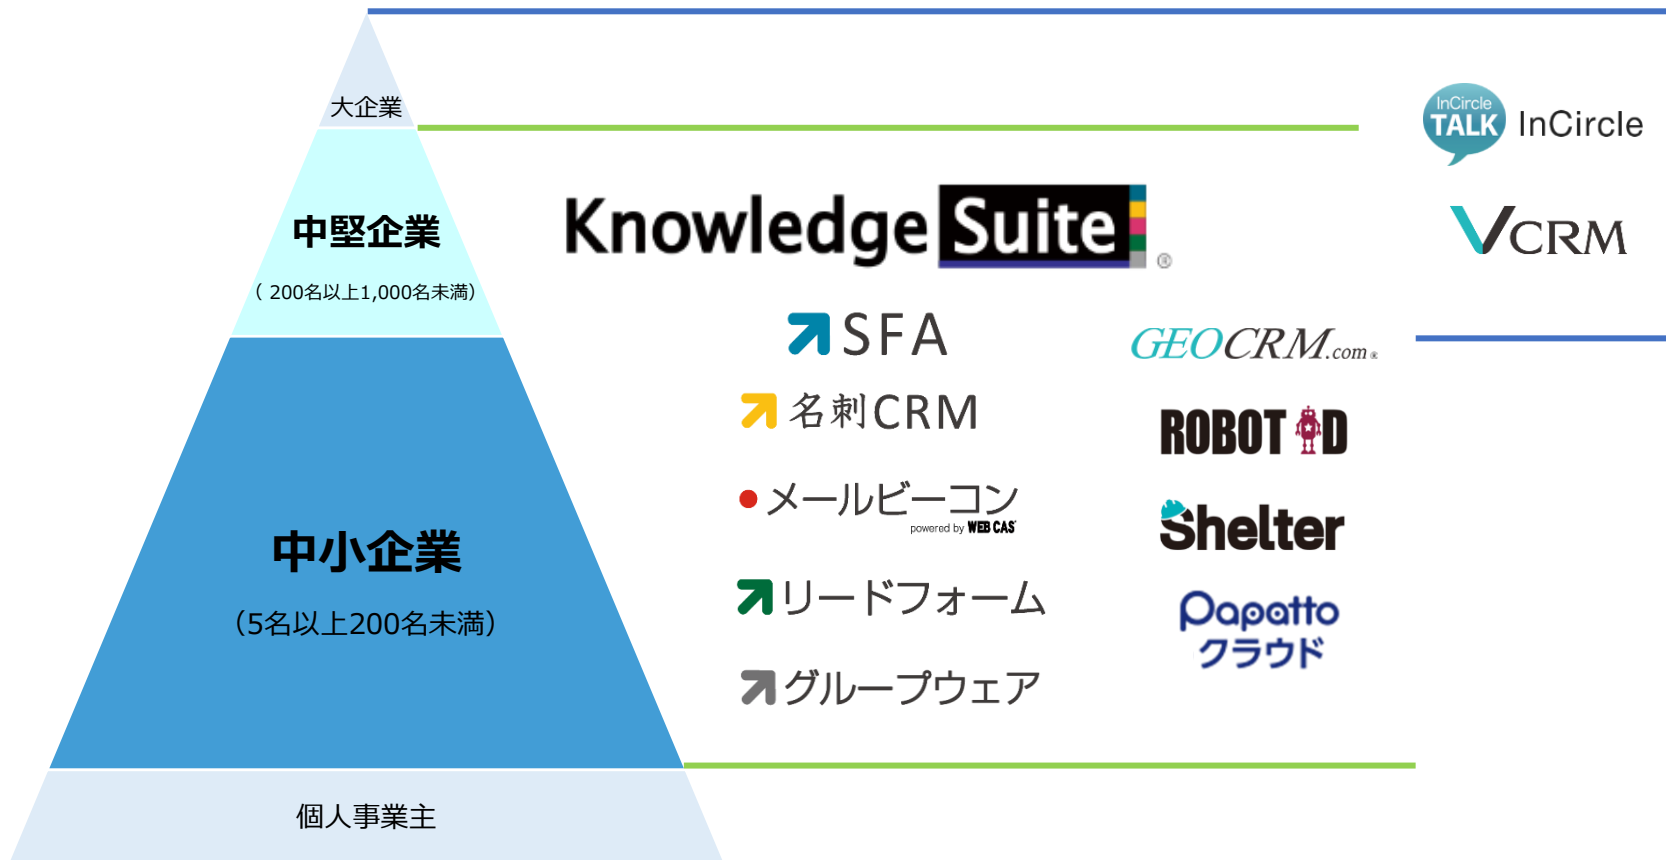 大企業
中堅企業
（ 200名以上1,000名未満）
中小企業
（5名以上200名未満）
個人事業主
Knowledge Suite ®
SFA
名刺CRM
メールビーコン
powered by WEB CAS
リードフォーム
グループウェア
GEOCRM.com ®
ROBOT ID
Shelter
Papatto
クラウド
InCircle
TALK
InCircle
VCRM